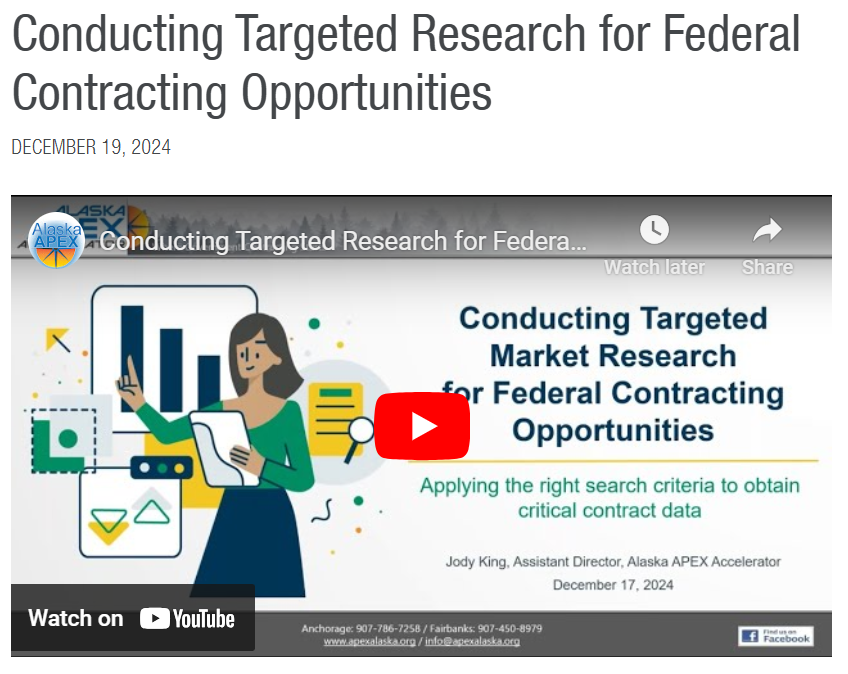 Conducting Targeted Research for Federal
Contracting Opportunities
DECEMBER 19, 2024
ALASKA
APEX
Alaska
APEX
Conducting Targeted Research for Federa...
Watch later
Share
Conducting Targeted
Market Research
for Federal Contracting
Opportunities
Applying the right search criteria to obtain
critical contract data
Jody King, Assistant Director, Alaska APEX Accelerator
December 17, 2024
Watch on YouTube
Anchorage: 907-786-7258 / Fairbanks: 907-450-8979
www.apexalaska.org / info@apexalaska.org
Find us on
Facebook